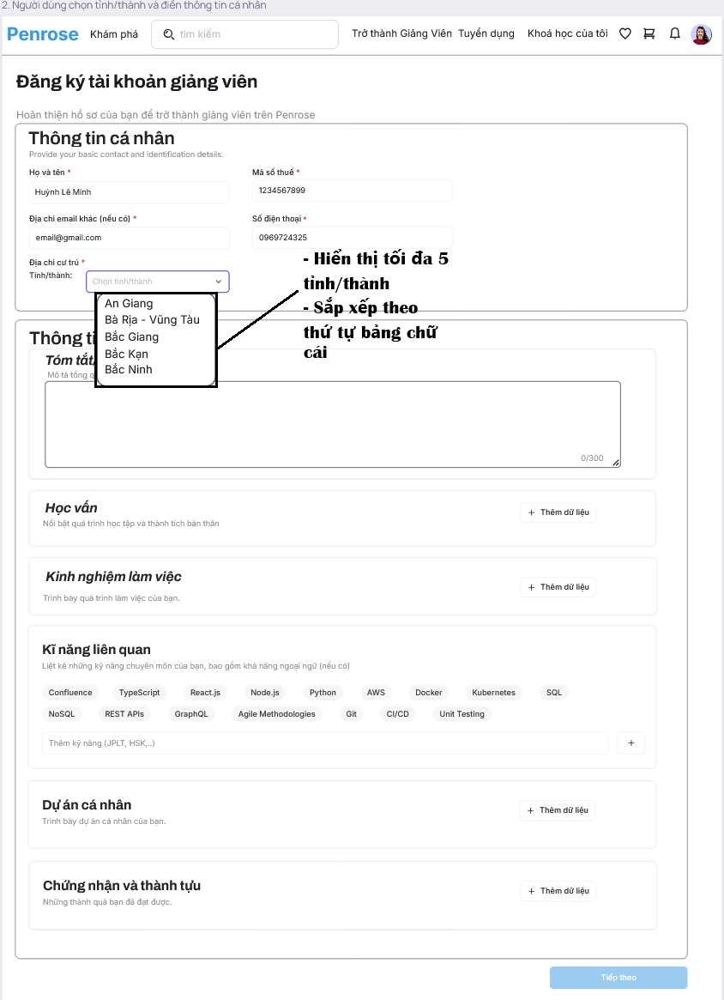 2. Người dùng chọn tỉnh/thành và điền thông tin cá nhân
Penrose Khám phá tìm kiếm Trở thành Giảng Viên Tuyển dụng Khoá học của tôi
Đăng ký tài khoản giảng viên
Hoàn thiện hồ sơ của bạn để trở thành giảng viên trên Penrose
Thông tin cá nhân
Provide your basic contact and identification details.
Họ và tên * Mã số thuế *
Huỳnh Lê Minh 1234567899
Địa chỉ email khác (nếu có) * Số điện thoại *
email@gmail.com 0969724325
Địa chỉ cư trú *
Tỉnh/thành: Chọn tỉnh/thành
- Hiển thị tối đa 5
tỉnh/thành
- Sắp xếp theo
thứ tự bảng chữ
cái
An Giang
Bà Rịa - Vũng Tàu
Bắc Giang
Bắc Kạn
Bắc Ninh
Thông ti
Tóm tắt/
Mô tả tổng q
0/300
Học vấn
Nổi bật quá trình học tập và thành tích bản thân
+ Thêm dữ liệu
Kinh nghiệm làm việc
Trình bày quá trình làm việc của bạn.
+ Thêm dữ liệu
Kĩ năng liên quan
Liệt kê những kỹ năng chuyên môn của bạn, bao gồm khả năng ngoại ngữ (nếu có)
Confluence TypeScript React.js Node.js Python AWS Docker Kubernetes SQL
NoSQL REST APIs GraphQL Agile Methodologies Git CI/CD Unit Testing
Thêm kỹ năng (JPLT, HSK,..) +
Dự án cá nhân
Trình bày dự án cá nhân của bạn.
+ Thêm dữ liệu
Chứng nhận và thành tựu
Những thành quả bạn đã đạt được.
+ Thêm dữ liệu
Tiếp theo